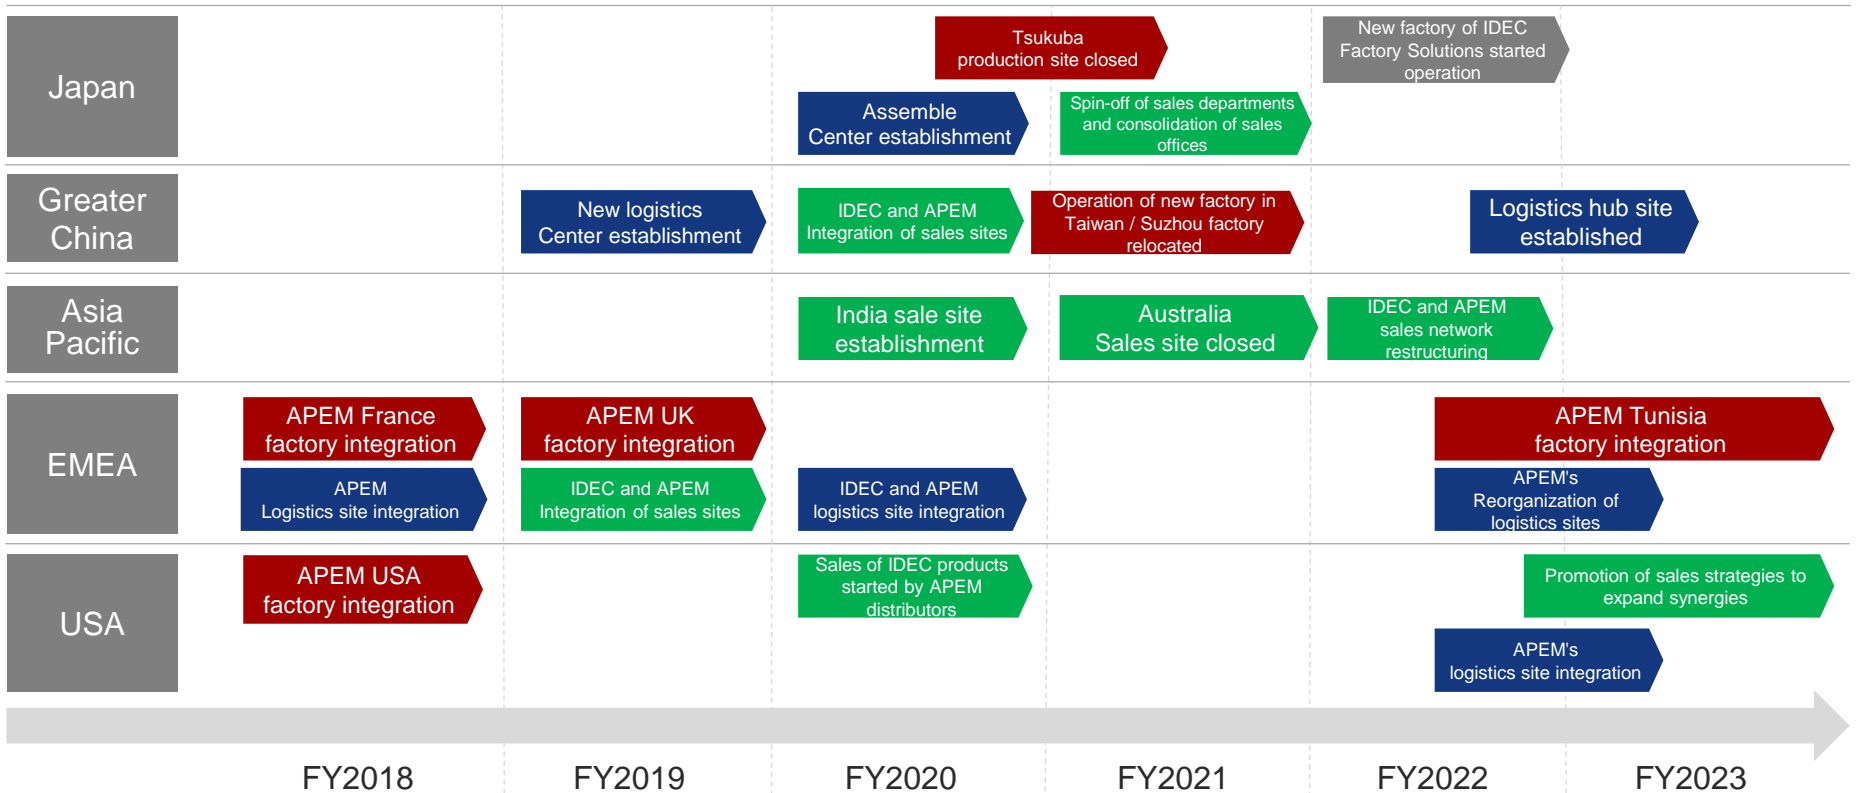 Japan
Tsukuba
production site closed
New factory of IDEC
Factory Solutions started
operation
Assemble
Center establishment
Spin-off of sales departments
and consolidation of sales
offices
Greater
China
New logistics
Center establishment
IDEC and APEM
Integration of sales sites
Operation of new factory in
Taiwan / Suzhou factory
relocated
Logistics hub site
established
Asia
Pacific
India sale site
establishment
Australia
Sales site closed
IDEC and APEM
sales network
restructuring
EMEA
APEM France
factory integration
APEM UK
factory integration
APEM Tunisia
factory integration
APEM
Logistics site integration
IDEC and APEM
Integration of sales sites
IDEC and APEM
logistics site integration
APEM's
Reorganization of
logistics sites
USA
APEM USA
factory integration
Sales of IDEC products
started by APEM
distributors
Promotion of sales strategies to
expand synergies
APEM's
logistics site integration
FY2018
FY2019
FY2020
FY2021
FY2022
FY2023